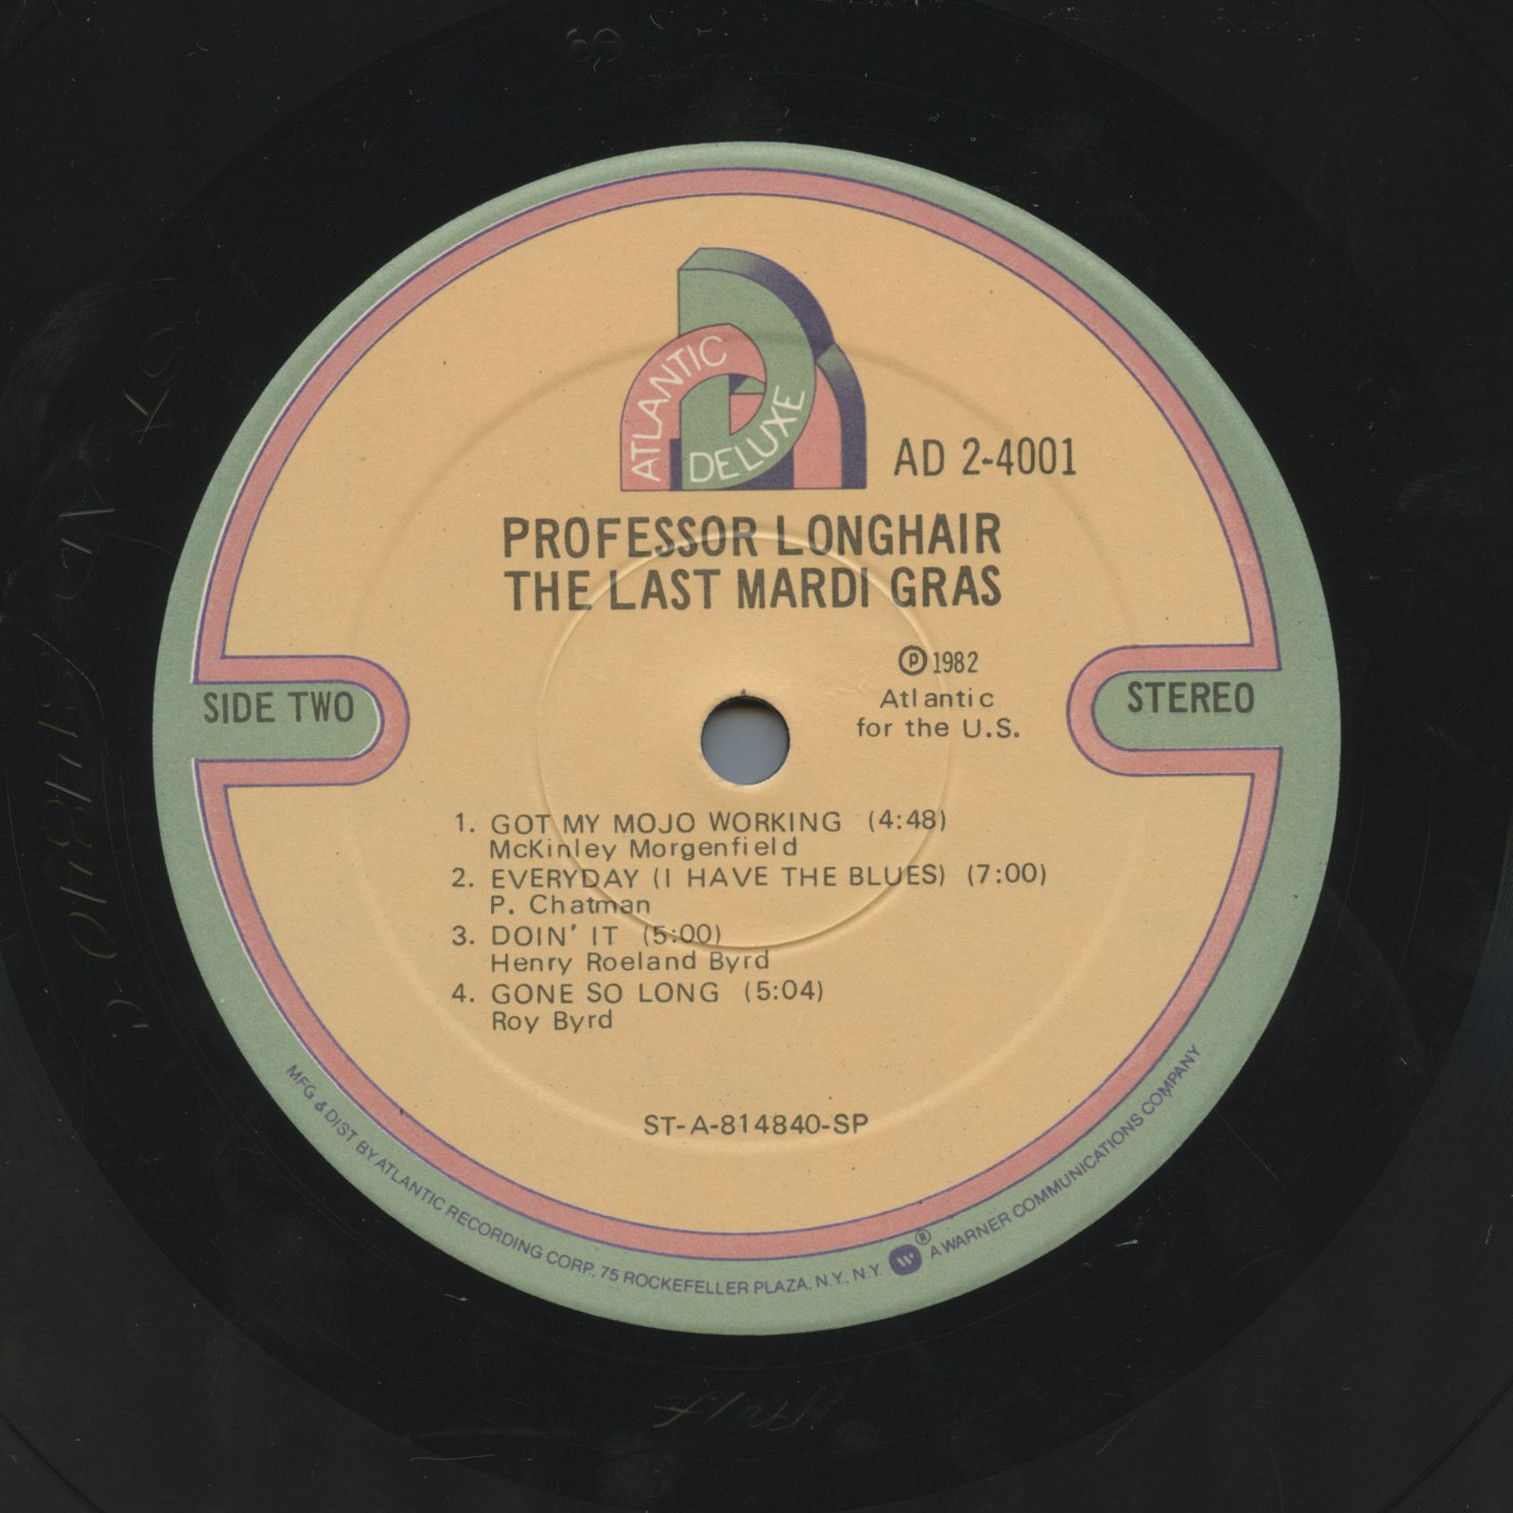 ATLANTIC
DELUXE
AD 2-4001
PROFESSOR LONGHAIR
THE LAST MARDI GRAS
℗ 1982
Atlantic
for the U.S.
SIDE TWO
STEREO
1. GOT MY MOJO WORKING (4:48)
McKinley Morgenfield
2. EVERYDAY (I HAVE THE BLUES) (7:00)
P. Chatman
3. DOIN' IT (5:00)
Henry Roeland Byrd
4. GONE SO LONG (5:04)
Roy Byrd
ST-A-814840-SP
MFG & DIST BY ATLANTIC RECORDING CORP. 75 ROCKEFELLER PLAZA, N.Y., N.Y. ® A WARNER COMMUNICATIONS COMPANY